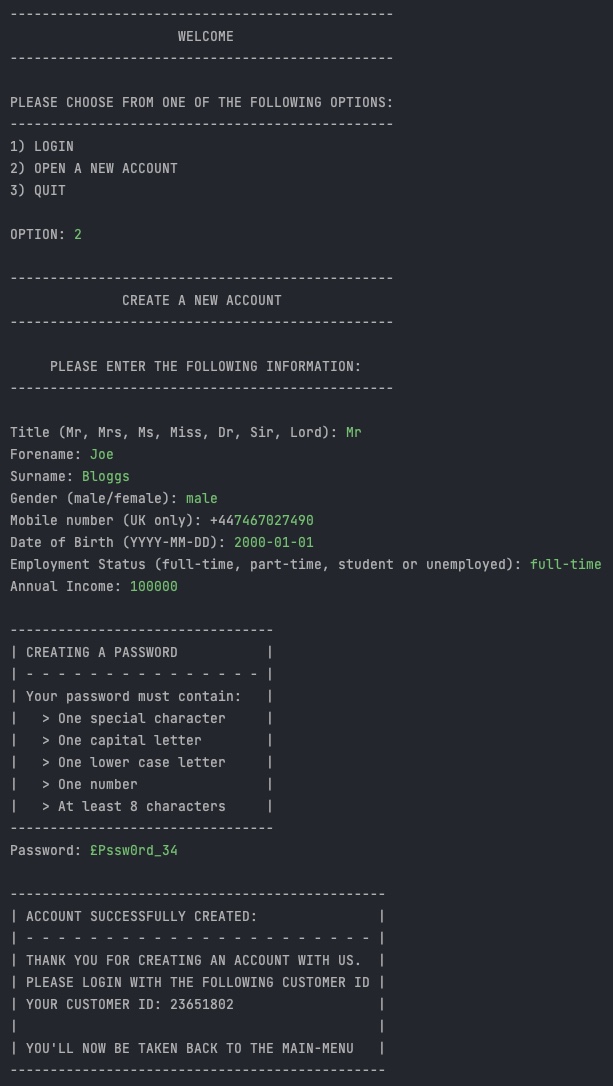 ------------------------------------------------
WELCOME
------------------------------------------------
PLEASE CHOOSE FROM ONE OF THE FOLLOWING OPTIONS:
------------------------------------------------
1) LOGIN
2) OPEN A NEW ACCOUNT
3) QUIT
OPTION: 2
------------------------------------------------
CREATE A NEW ACCOUNT
------------------------------------------------
PLEASE ENTER THE FOLLOWING INFORMATION:
------------------------------------------------
Title (Mr, Mrs, Ms, Miss, Dr, Sir, Lord): Mr
Forename: Joe
Surname: Bloggs
Gender (male/female): male
Mobile number (UK only): +447467027490
Date of Birth (YYYY-MM-DD): 2000-01-01
Employment Status (full-time, part-time, student or unemployed): full-time
Annual Income: 100000
---------------------------------
| CREATING A PASSWORD           |
| - - - - - - - - - - - - - - - |
| Your password must contain:   |
|   > One special character     |
|   > One capital letter        |
|   > One lower case letter     |
|   > One number                |
|   > At least 8 characters     |
---------------------------------
Password: £Pssw0rd_34
-----------------------------------------------
| ACCOUNT SUCCESSFULLY CREATED:               |
| - - - - - - - - - - - - - - - - - - - - - - |
| THANK YOU FOR CREATING AN ACCOUNT WITH US.  |
| PLEASE LOGIN WITH THE FOLLOWING CUSTOMER ID |
| YOUR CUSTOMER ID: 23651802                  |
|                                             |
| YOU'LL NOW BE TAKEN BACK TO THE MAIN-MENU   |
-----------------------------------------------